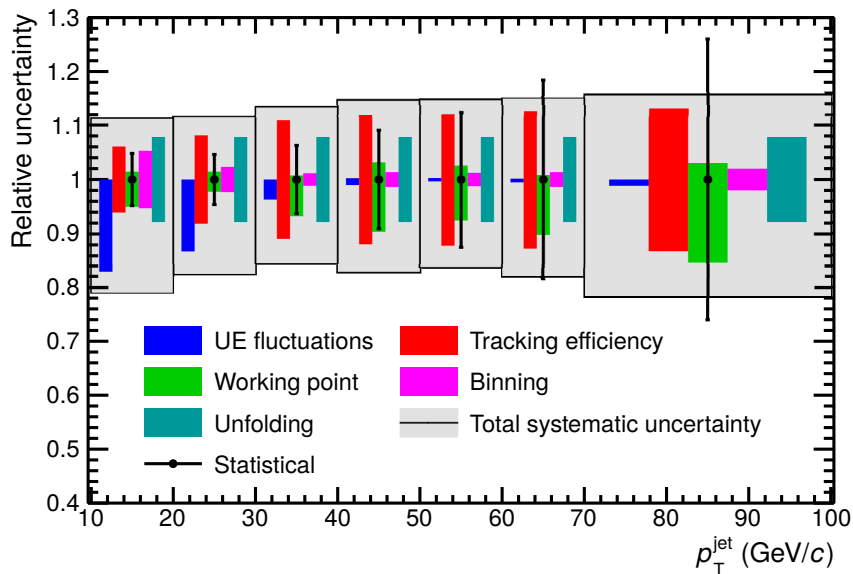 Relative uncertainty
1.3
1.2
1.1
1
0.9
0.8
0.7
0.6
0.5
0.4
UE fluctuations Tracking efficiency
Working point Binning
Unfolding Total systematic uncertainty
Statistical
10 20 30 40 50 60 70 80 90 100
p_T^jet (GeV/c)